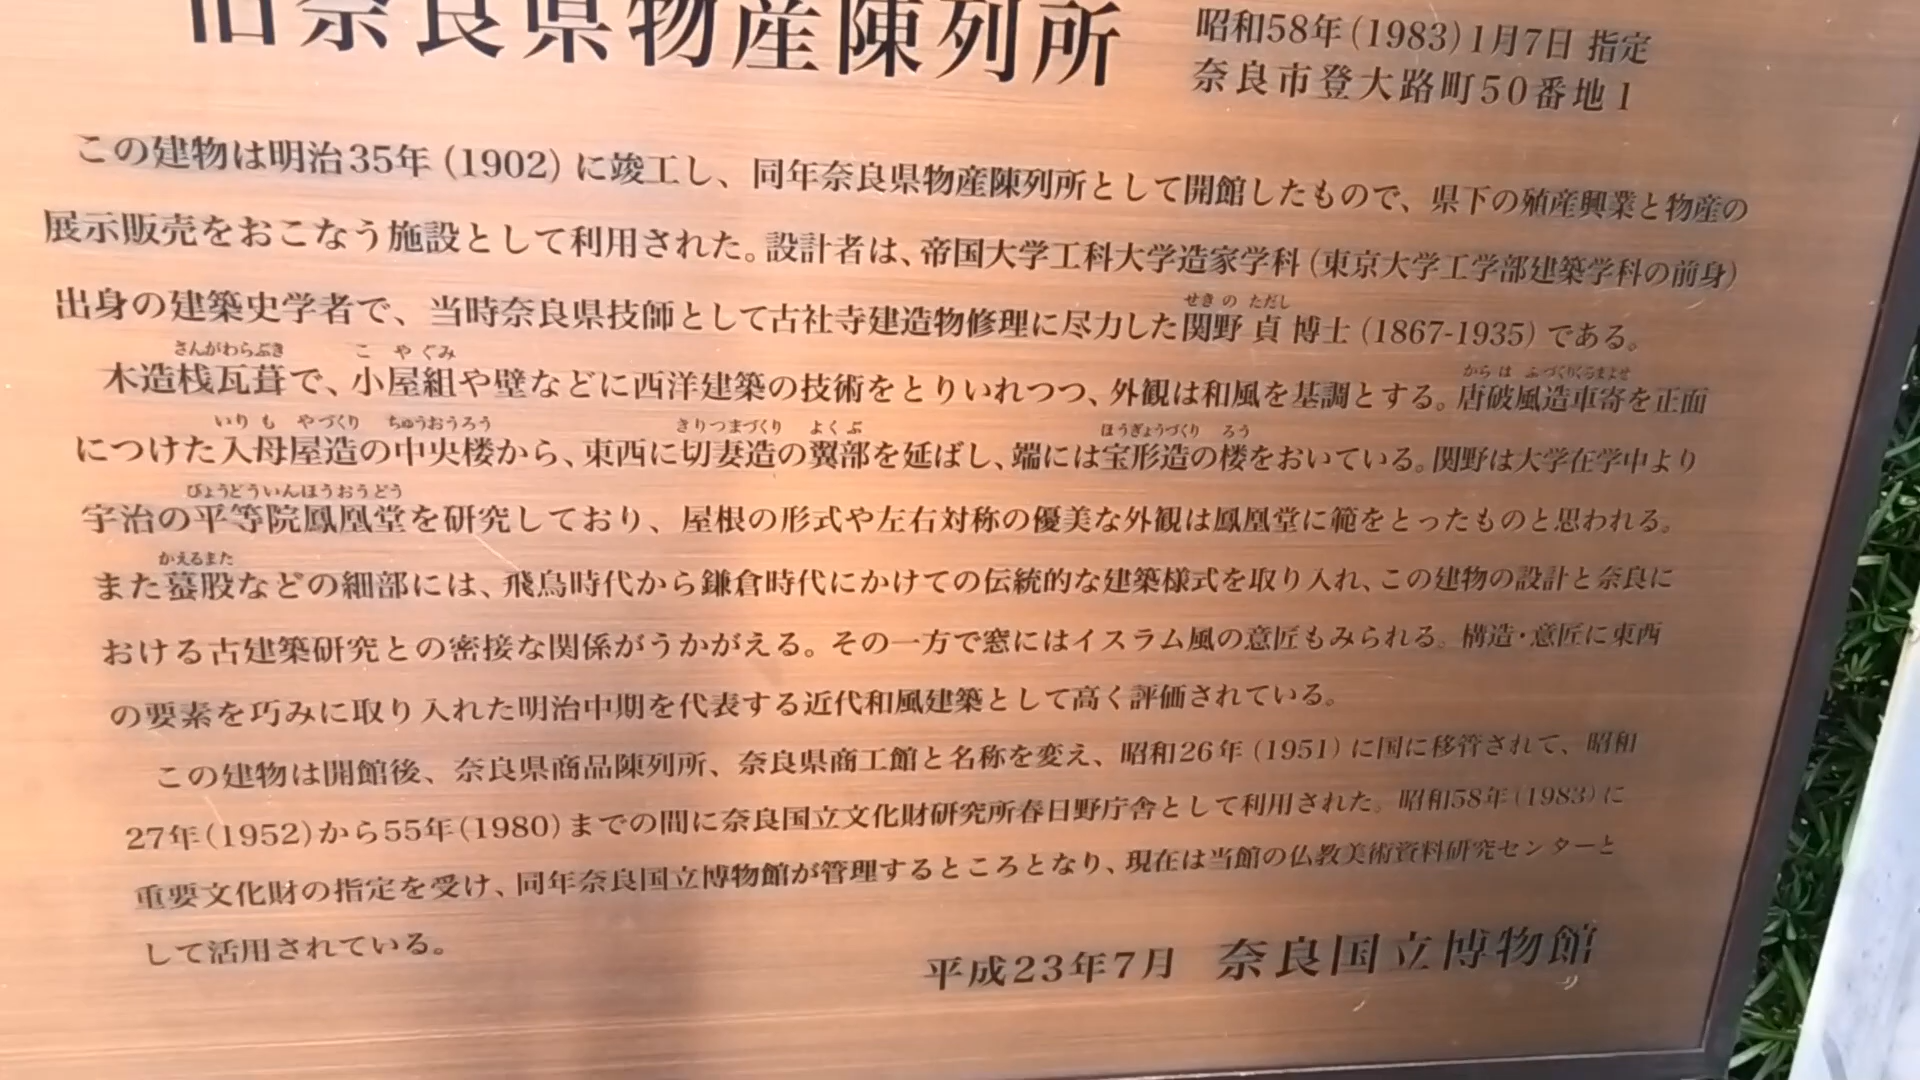 旧奈良県物産陳列所
昭和58年(1983)1月7日 指定
奈良市登大路町50番地1
この建物は明治35年(1902)に竣工し、同年奈良県物産陳列所として開館したもので、県下の殖産興業と物産の
展示販売をおこなう施設として利用された。設計者は、帝国大学工科大学造家学科(東京大学工学部建築学科の前身)
せきの ただし
出身の建築史学者で、当時奈良県技師として古社寺建造物修理に尽力した関野 貞 博士(1867-1935)である。
さんがわらぶき こやぐみ からはふづくりくるまよせ
木造桟瓦葺で、小屋組や壁などに西洋建築の技術をとりいれつつ、外観は和風を基調とする。唐破風造車寄を正面
いりもやづくり ちゅうおうろう きりつまづくり よくぶ ほうぎょうづくり ろう
につけた入母屋造の中央楼から、東西に切妻造の翼部を延ばし、端には宝形造の楼をおいている。関野は大学在学中より
びょうどういんほうおうどう
宇治の平等院鳳凰堂を研究しており、屋根の形式や左右対称の優美な外観は鳳凰堂に範をとったものと思われる。
かえるまた
また蟇股などの細部には、飛鳥時代から鎌倉時代にかけての伝統的な建築様式を取り入れ、この建物の設計と奈良に
おける古建築研究との密接な関係がうかがえる。その一方で窓にはイスラム風の意匠もみられる。構造・意匠に東西
の要素を巧みに取り入れた明治中期を代表する近代和風建築として高く評価されている。
この建物は開館後、奈良県商品陳列所、奈良県商工館と名称を変え、昭和26年(1951)に国に移管されて、昭和
27年(1952)から55年(1980)までの間に奈良国立文化財研究所春日野庁舎として利用された。昭和58年(1983)に
重要文化財の指定を受け、同年奈良国立博物館が管理するところとなり、現在は当館の仏教美術資料研究センターと
して活用されている。
平成23年7月 奈良国立博物館